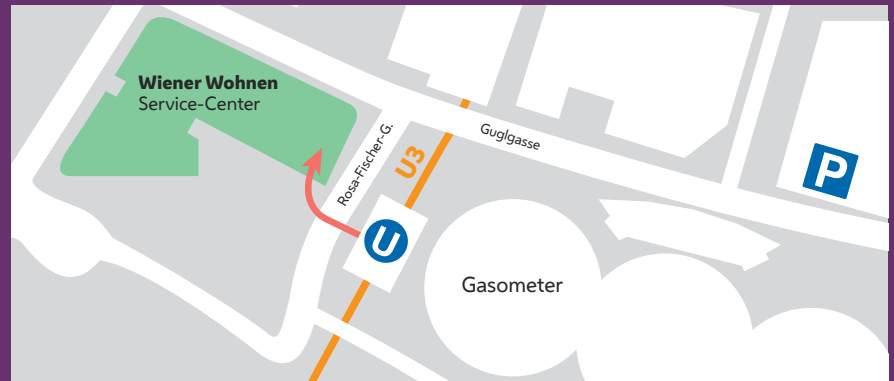 Wiener Wohnen
Service-Center
Rosa-Fischer-G.
U3
Guglgasse
P
U
Gasometer